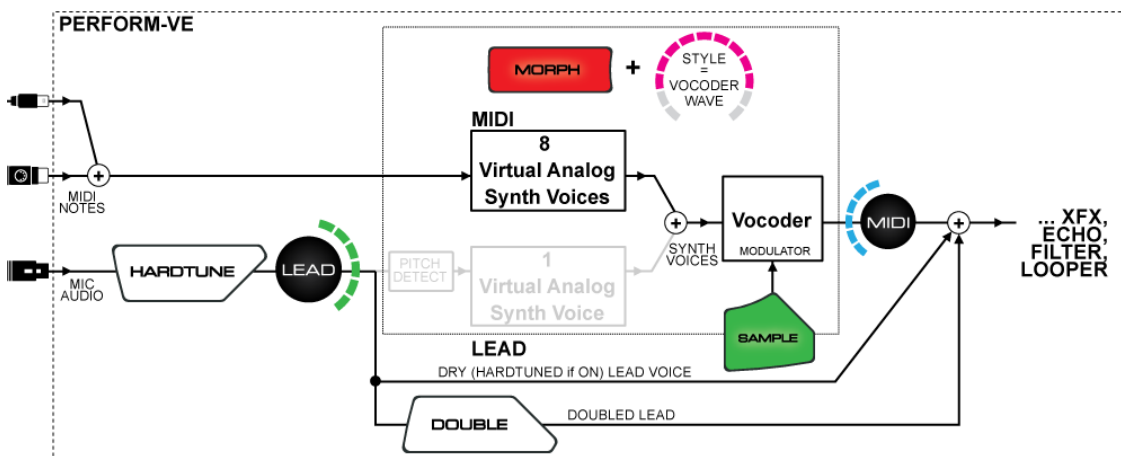 PERFORM-VE
MORPH
+
STYLE
=
VOCODER
WAVE
MIDI
8
Virtual Analog
Synth Voices
+
MIDI
NOTES
+
SYNTH
VOICES
Vocoder
MODULATOR
MIDI
+
... XFX,
ECHO,
FILTER,
LOOPER
MIC
AUDIO
HARDTUNE
LEAD
PITCH
DETECT
1
Virtual Analog
Synth Voice
SAMPLE
LEAD
DRY (HARDTUNED if ON) LEAD VOICE
DOUBLE
DOUBLED LEAD